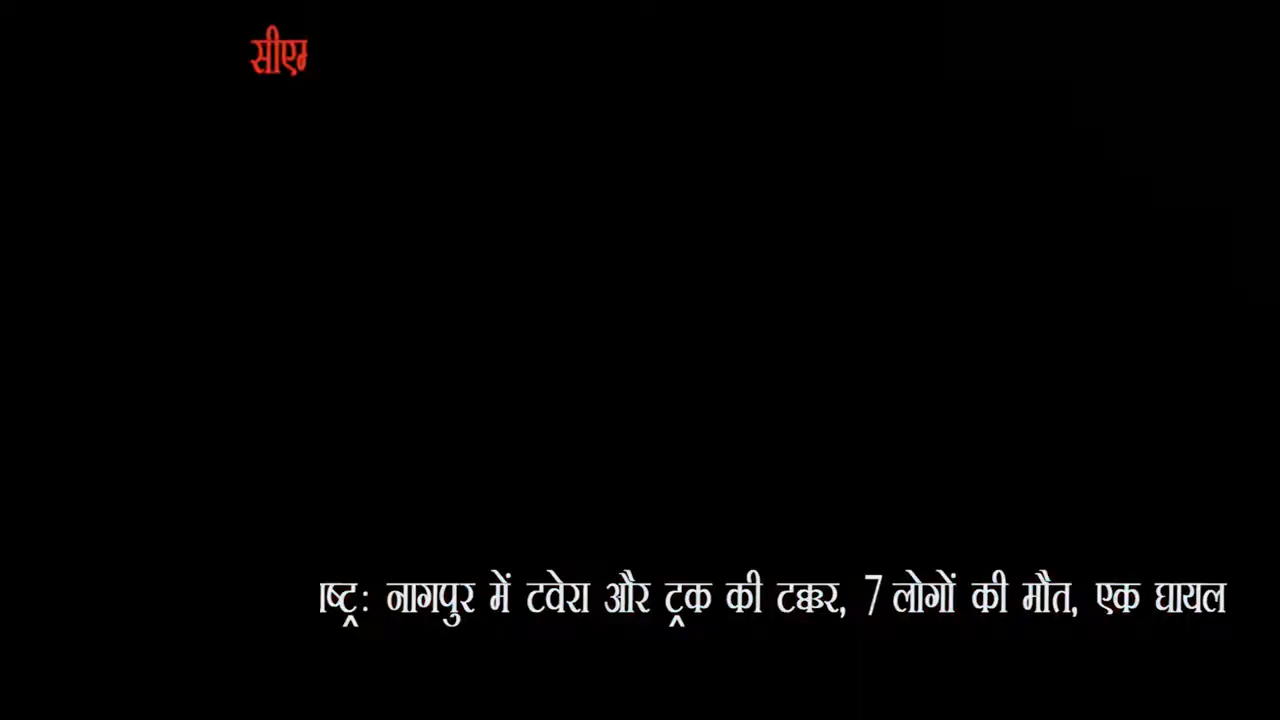 सीएम
ष्ट्र: नागपुर में टवेरा और ट्रक की टक्कर, 7 लोगों की मौत, एक घायल